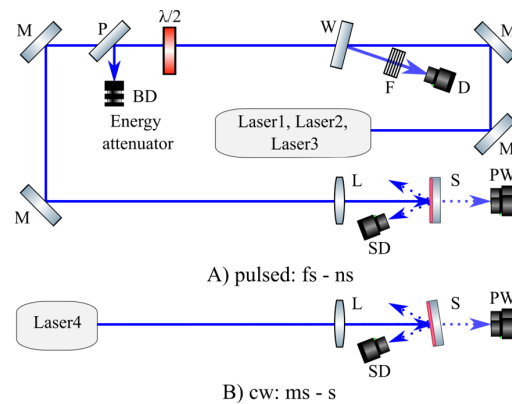 M
P
λ/2
W
M
BD
F
D
Energy
attenuator
Laser1, Laser2,
Laser3
M
M
L
S
PW
SD
A) pulsed: fs - ns
Laser4
L
S
PW
SD
B) cw: ms - s